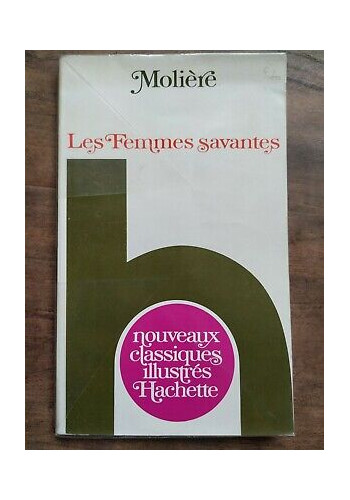 Molière
Les Femmes savantes
h
nouveaux
classiques
illustrés
Hachette